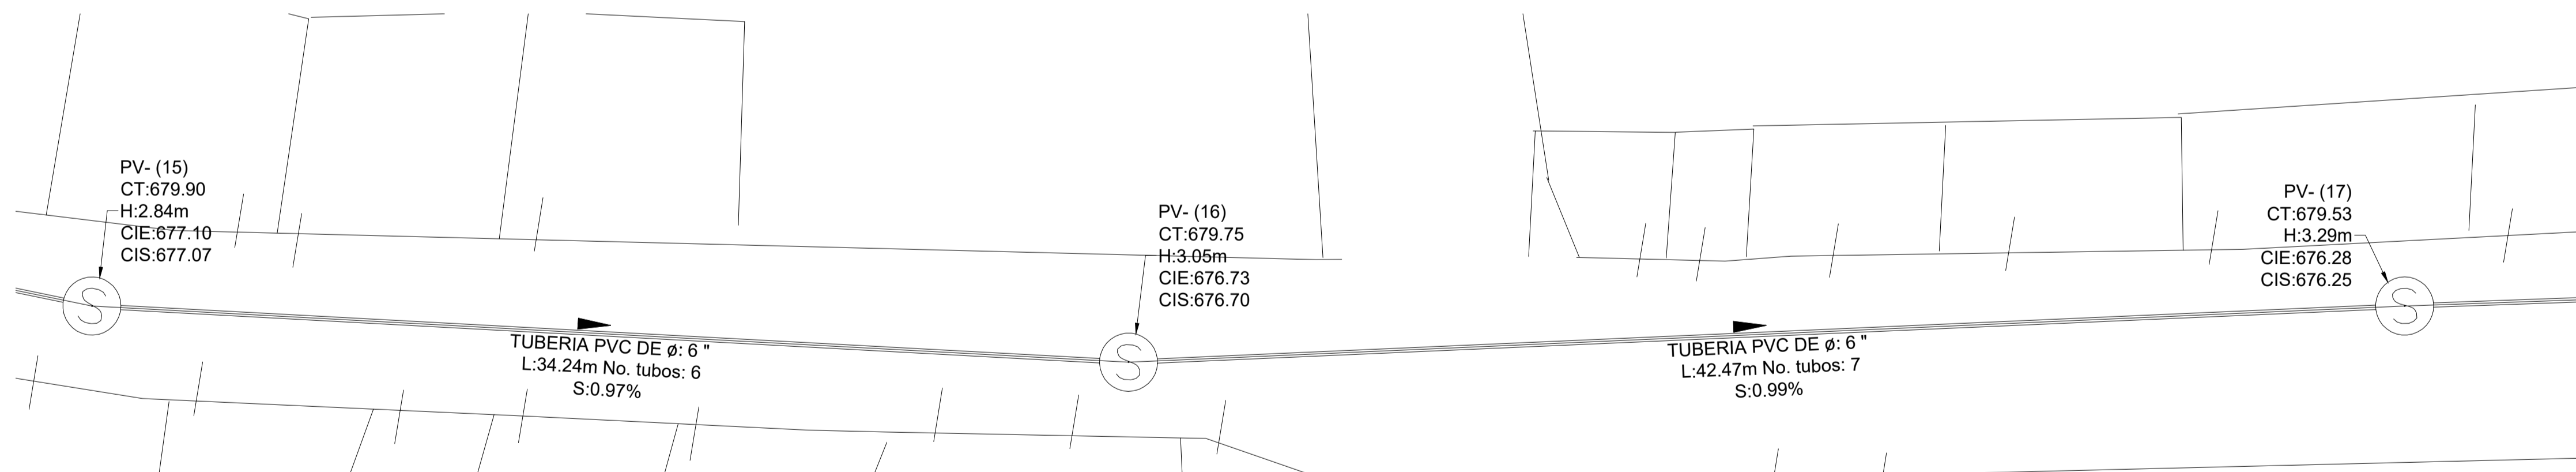 PV- (15)
CT:679.90
H:2.84m
CIE:677.10
CIS:677.07
S
TUBERIA PVC DE ø: 6 "
L:34.24m No. tubos: 6
S:0.97%
PV- (16)
CT:679.75
H:3.05m
CIE:676.73
CIS:676.70
S
TUBERIA PVC DE ø: 6 "
L:42.47m No. tubos: 7
S:0.99%
PV- (17)
CT:679.53
H:3.29m
CIE:676.28
CIS:676.25
S